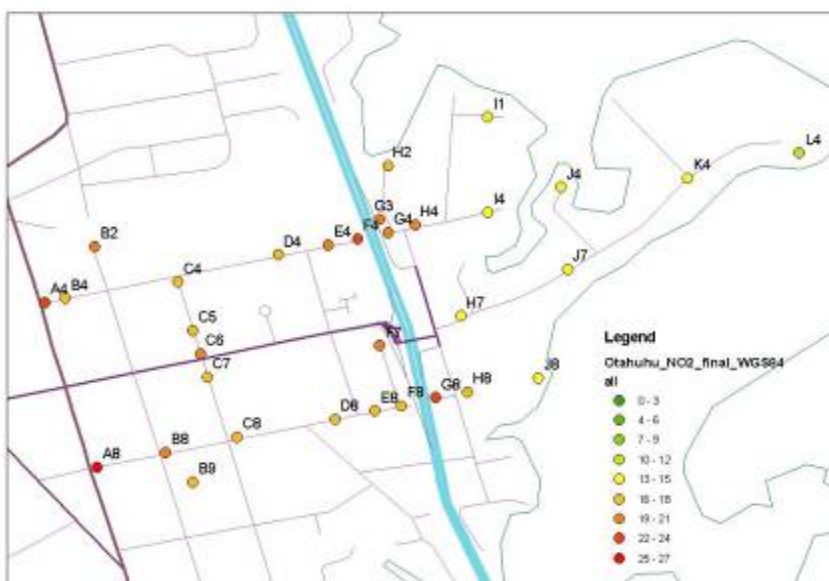 I1
L4
H2
K4
J4
G3
I4
H4
G4
F4
E4
B2
D4
C4
J7
A4
B4
H7
C5
C6
F7
C7
J8
H8
G8
F8
E8
D8
C8
B8
A8
B9
Legend
Otahuhu_NO2_final_WGS84
all
0 - 3
4 - 6
7 - 9
10 - 12
13 - 15
16 - 18
19 - 21
22 - 24
25 - 27